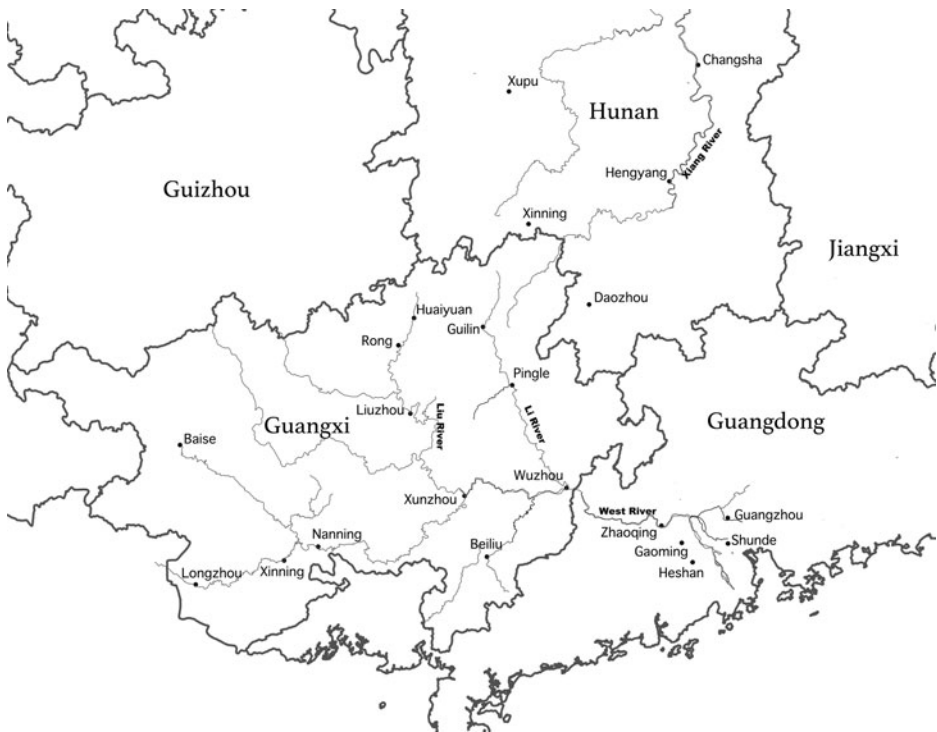 Changsha
Xupu
Hunan
Xiang River
Hengyang
Guizhou
Xinning
Jiangxi
Daozhou
Huaiyuan
Guilin
Rong
Pingle
Liuzhou
Liu River
Li River
Guangxi
Guangdong
Baise
Wuzhou
Xunzhou
West River
Guangzhou
Zhaoqing
Nanning
Beiliu
Shunde
Gaoming
Heshan
Longzhou
Xinning